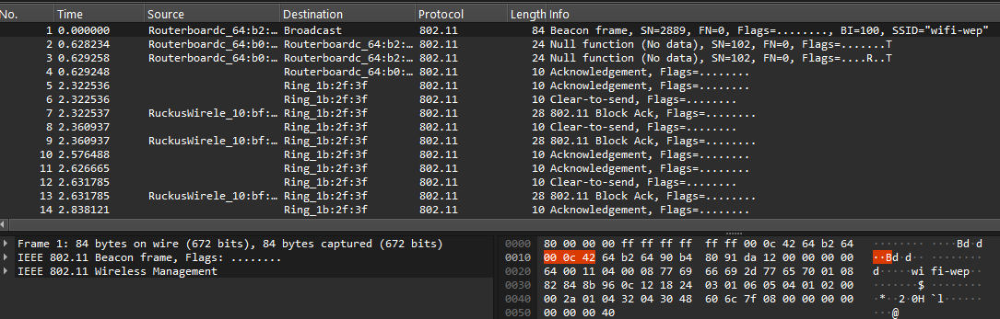 No. Time Source Destination Protocol Length Info
1 0.000000 Routerboardc_64:b2:… Broadcast 802.11 84 Beacon frame, SN=2889, FN=0, Flags=........, BI=100, SSID="wifi-wep"
2 0.628234 Routerboardc_64:b0:… Routerboardc_64:b2:… 802.11 24 Null function (No data), SN=102, FN=0, Flags=.......T
3 0.629258 Routerboardc_64:b0:… Routerboardc_64:b2:… 802.11 24 Null function (No data), SN=102, FN=0, Flags=....R..T
4 0.629248 Routerboardc_64:b0:… 802.11 10 Acknowledgement, Flags=........
5 2.322536 Ring_1b:2f:3f 802.11 10 Acknowledgement, Flags=........
6 2.322536 Ring_1b:2f:3f 802.11 10 Clear-to-send, Flags=........
7 2.322537 RuckusWirele_10:bf:… Ring_1b:2f:3f 802.11 28 802.11 Block Ack, Flags=........
8 2.360937 Ring_1b:2f:3f 802.11 10 Clear-to-send, Flags=........
9 2.360937 RuckusWirele_10:bf:… Ring_1b:2f:3f 802.11 28 802.11 Block Ack, Flags=........
10 2.576488 Ring_1b:2f:3f 802.11 10 Acknowledgement, Flags=........
11 2.626665 Ring_1b:2f:3f 802.11 10 Acknowledgement, Flags=........
12 2.631785 Ring_1b:2f:3f 802.11 10 Clear-to-send, Flags=........
13 2.631785 RuckusWirele_10:bf:… Ring_1b:2f:3f 802.11 28 802.11 Block Ack, Flags=........
14 2.838121 Ring_1b:2f:3f 802.11 10 Acknowledgement, Flags=........
Frame 1: 84 bytes on wire (672 bits), 84 bytes captured (672 bits)
IEEE 802.11 Beacon frame, Flags: ........
IEEE 802.11 Wireless Management
0000 80 00 00 00 ff ff ff ff ff ff 00 0c 42 64 b2 64 ········ ····Bd·d
0010 00 0c 42 64 b2 64 90 b4 80 91 da 12 00 00 00 00 ··Bd·d·· ········
0020 64 00 11 04 00 08 77 69 66 69 2d 77 65 70 01 08 d·····wi fi-wep··
0030 82 84 8b 96 0c 12 18 24 03 01 06 05 04 01 02 00 ·······$ ········
0040 00 2a 01 04 32 04 30 48 60 6c 7f 08 00 00 00 00 ·*··2·0H `l······
0050 00 00 00 40 ···@